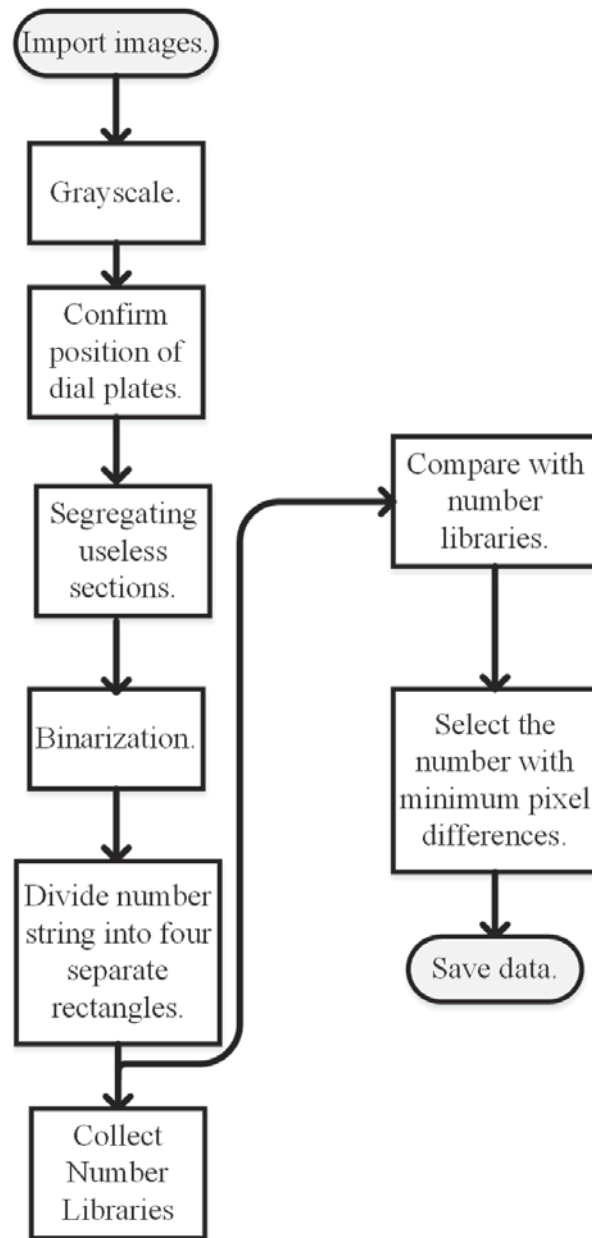 Import images.
Grayscale.
Confirm
position of
dial plates.
Segregating
useless
sections.
Binarization.
Divide number
string into four
separate
rectangles.
Collect
Number
Libraries
Compare with
number
libraries.
Select the
number with
minimum pixel
differences.
Save data.